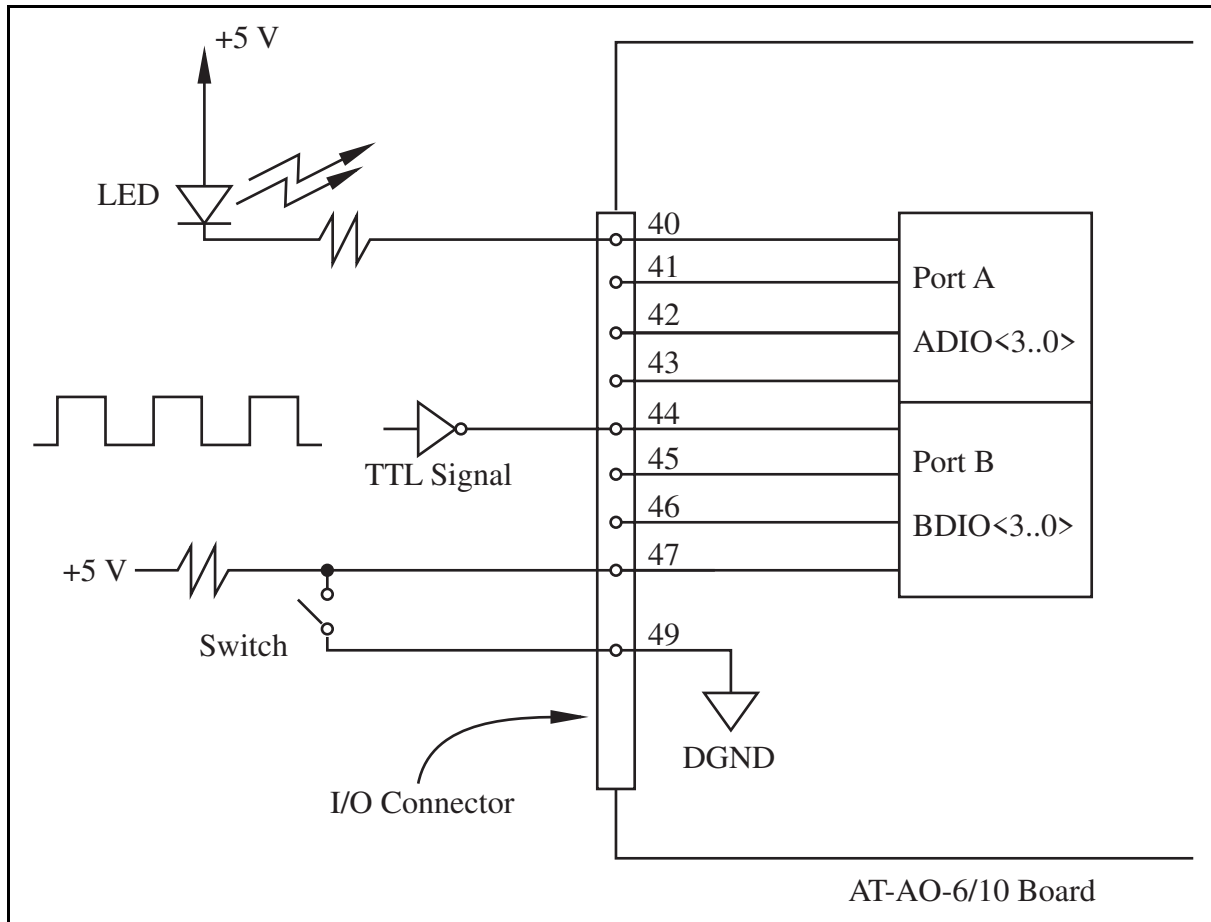 +5 V
LED
40
41
Port A
42
ADIO<3..0>
43
44
TTL Signal
45
Port B
46
BDIO<3..0>
47
+5 V
Switch
49
DGND
I/O Connector
AT-AO-6/10 Board